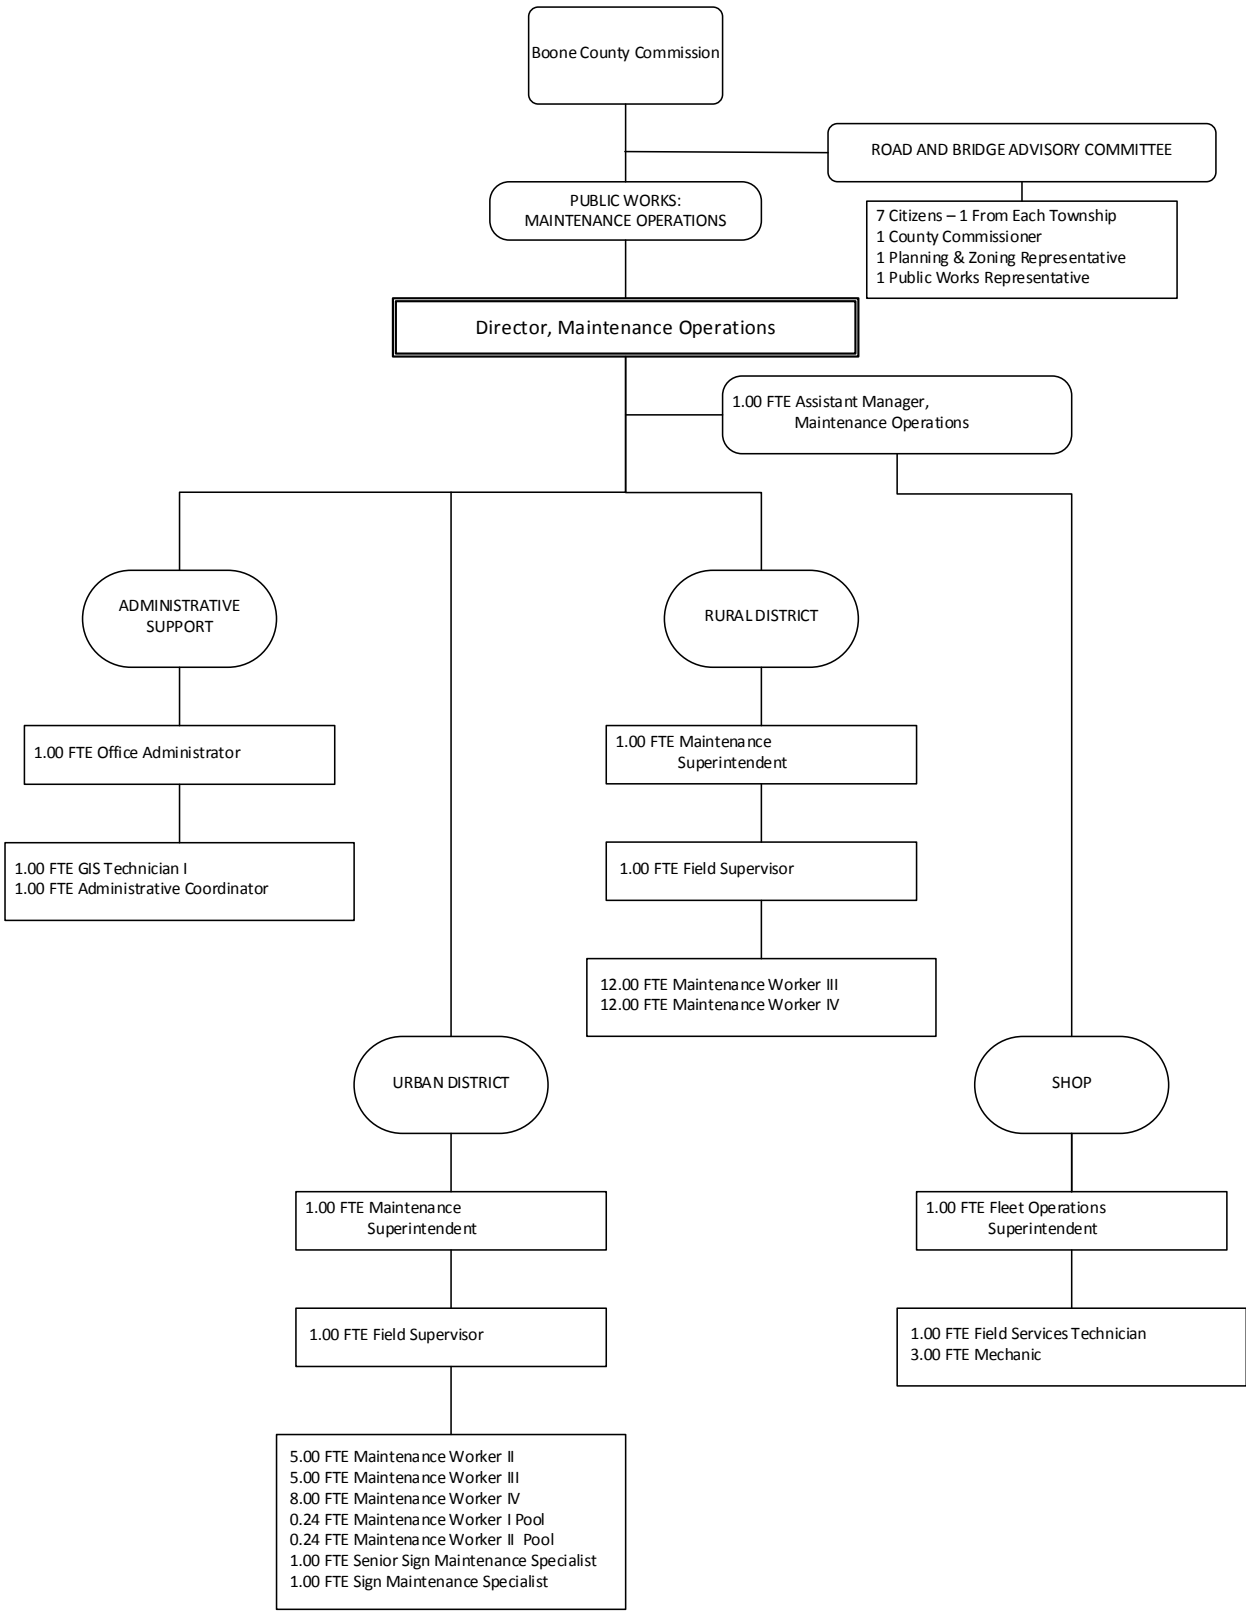 Boone County Commission
ROAD AND BRIDGE ADVISORY COMMITTEE
PUBLIC WORKS:
MAINTENANCE OPERATIONS
7 Citizens – 1 From Each Township
1 County Commissioner
1 Planning & Zoning Representative
1 Public Works Representative
Director, Maintenance Operations
1.00 FTE Assistant Manager,
Maintenance Operations
ADMINISTRATIVE
SUPPORT
RURAL DISTRICT
1.00 FTE Office Administrator
1.00 FTE Maintenance
Superintendent
1.00 FTE GIS Technician I
1.00 FTE Administrative Coordinator
1.00 FTE Field Supervisor
12.00 FTE Maintenance Worker III
12.00 FTE Maintenance Worker IV
URBAN DISTRICT
SHOP
1.00 FTE Maintenance
Superintendent
1.00 FTE Fleet Operations
Superintendent
1.00 FTE Field Supervisor
1.00 FTE Field Services Technician
3.00 FTE Mechanic
5.00 FTE Maintenance Worker II
5.00 FTE Maintenance Worker III
8.00 FTE Maintenance Worker IV
0.24 FTE Maintenance Worker I Pool
0.24 FTE Maintenance Worker II Pool
1.00 FTE Senior Sign Maintenance Specialist
1.00 FTE Sign Maintenance Specialist